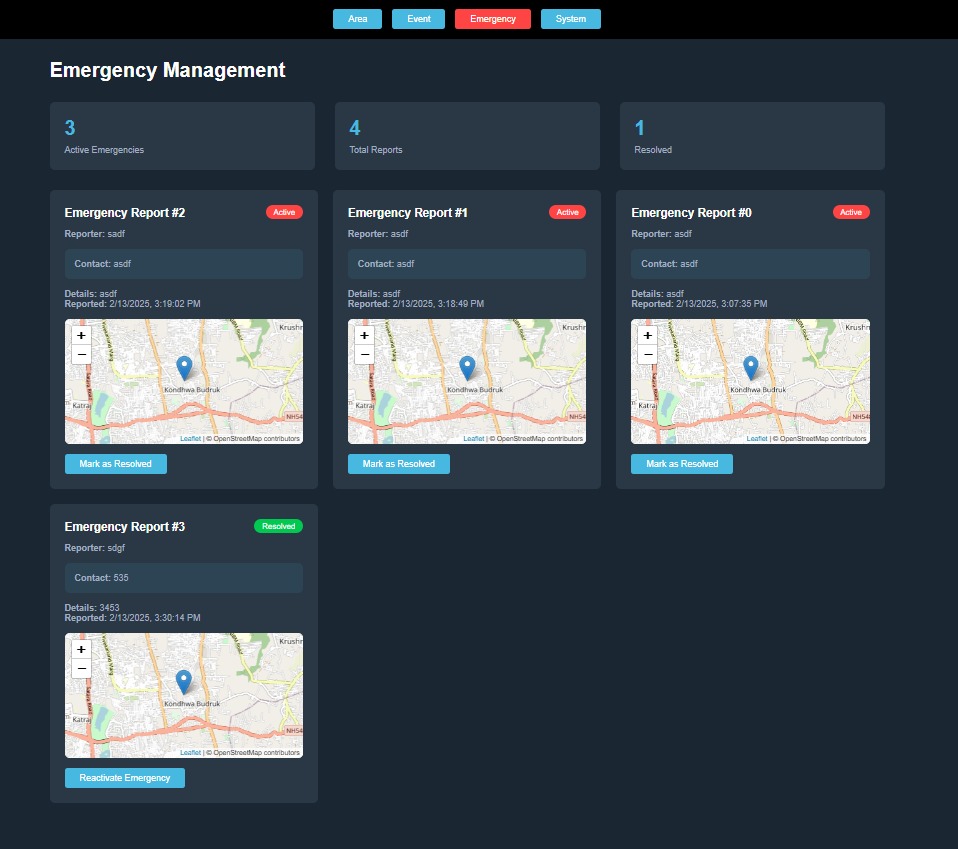 Area Event Emergency System
Emergency Management
3
Active Emergencies
4
Total Reports
1
Resolved
Emergency Report #2
Active
Reporter: sadf
Contact: asdf
Details: asdf
Reported: 2/13/2025, 3:19:02 PM
+
−
Krushn
Katraj
Kondhwa Budruk
NH54
Leaflet | © OpenStreetMap contributors
Mark as Resolved
Emergency Report #1
Active
Reporter: asdf
Contact: asdf
Details: asdf
Reported: 2/13/2025, 3:18:49 PM
+
−
Krushn
Katraj
Kondhwa Budruk
NH54
Leaflet | © OpenStreetMap contributors
Mark as Resolved
Emergency Report #0
Active
Reporter: asdf
Contact: asdf
Details: asdf
Reported: 2/13/2025, 3:07:35 PM
+
−
Krushn
Katraj
Kondhwa Budruk
NH54
Leaflet | © OpenStreetMap contributors
Mark as Resolved
Emergency Report #3
Resolved
Reporter: sdgf
Contact: 535
Details: 3453
Reported: 2/13/2025, 3:30:14 PM
+
−
Krushn
Katraj
Kondhwa Budruk
NH54
Leaflet | © OpenStreetMap contributors
Reactivate Emergency